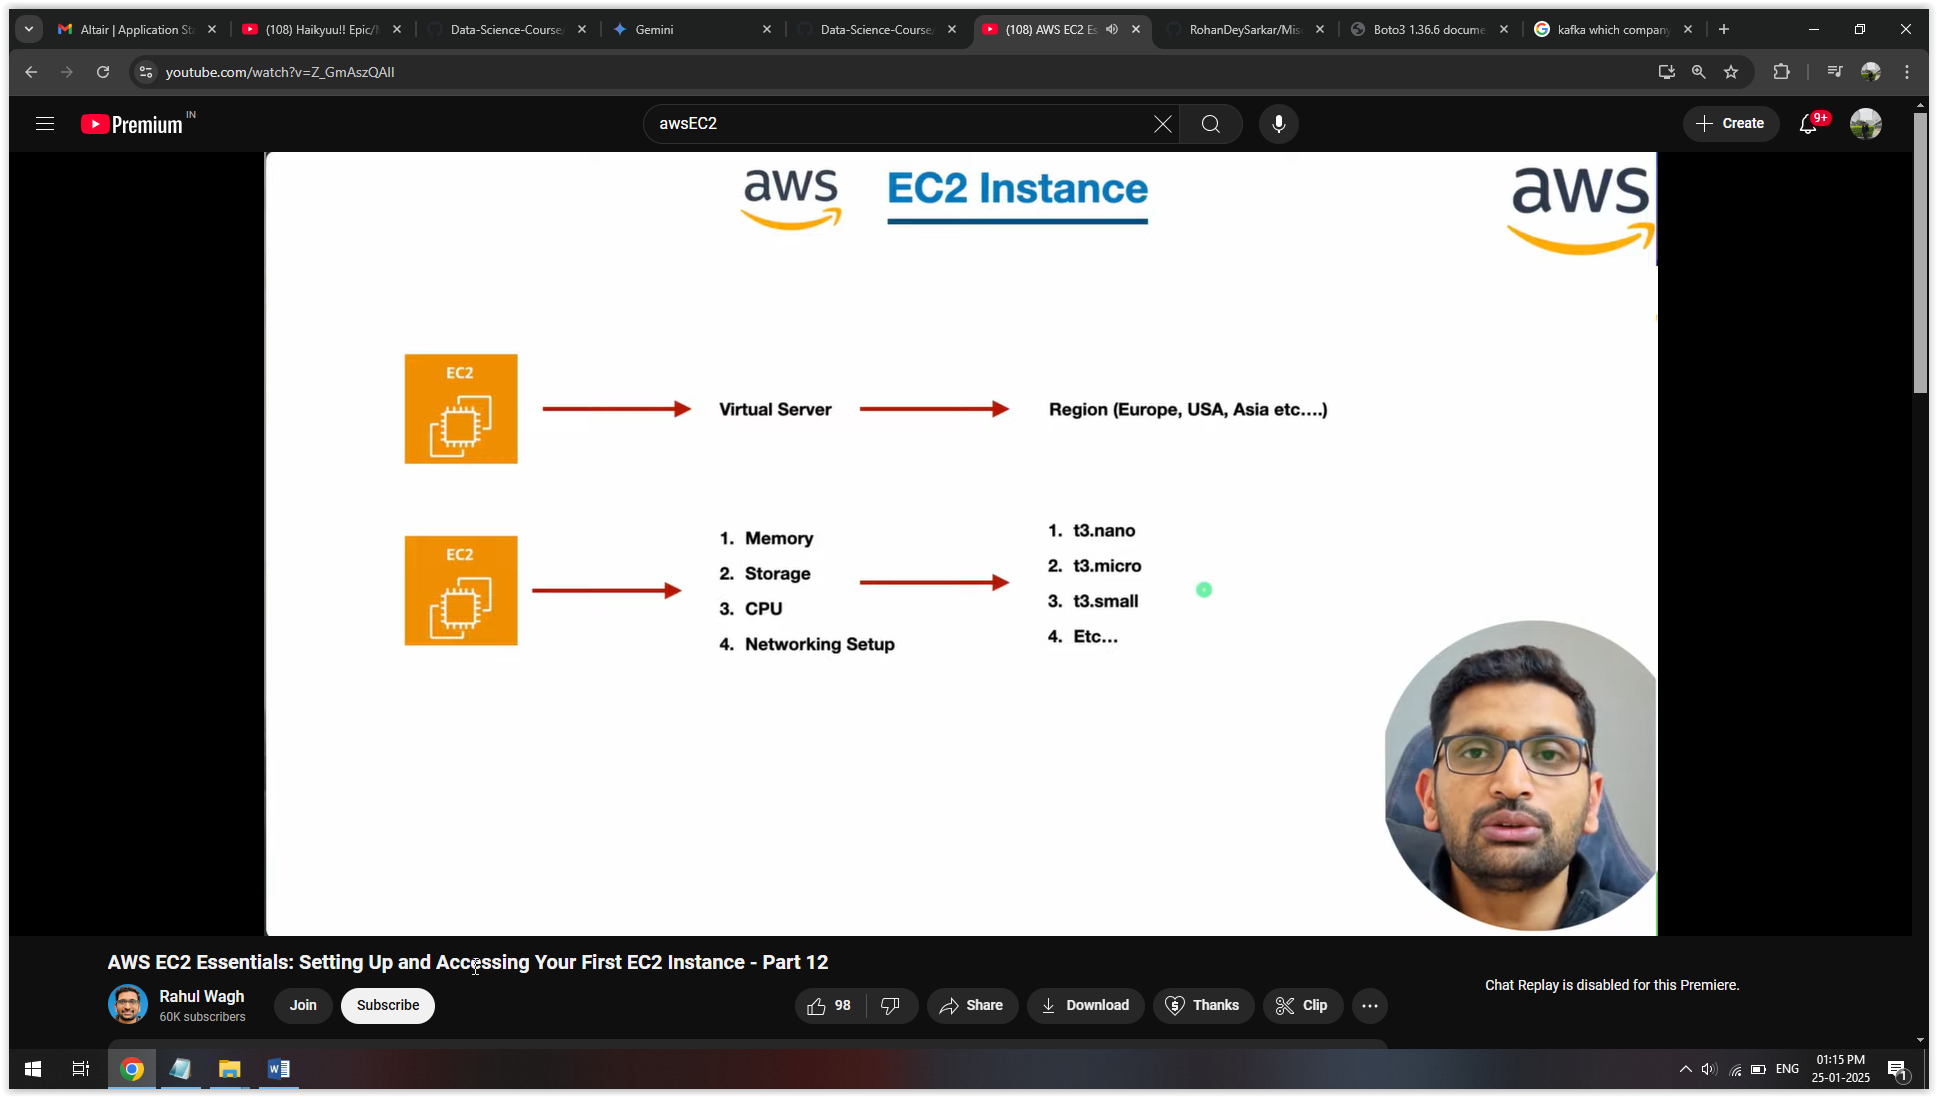 Altair | Application Sta
(108) Haikyuu!! Epic/M
Data-Science-Course/
Gemini
Data-Science-Course/
(108) AWS EC2 Es
RohanDeySarkar/Mis
Boto3 1.36.6 docume
kafka which company
youtube.com/watch?v=Z_GmAszQAII
Premium IN
awsEC2
Create
9+
aws EC2 Instance
aws
EC2
Virtual Server
Region (Europe, USA, Asia etc....)
EC2
1. Memory
2. Storage
3. CPU
4. Networking Setup
1. t3.nano
2. t3.micro
3. t3.small
4. Etc...
AWS EC2 Essentials: Setting Up and Accessing Your First EC2 Instance - Part 12
Rahul Wagh
60K subscribers
Join
Subscribe
98
Share
Download
Thanks
Clip
Chat Replay is disabled for this Premiere.
ENG
01:15 PM
25-01-2025
1